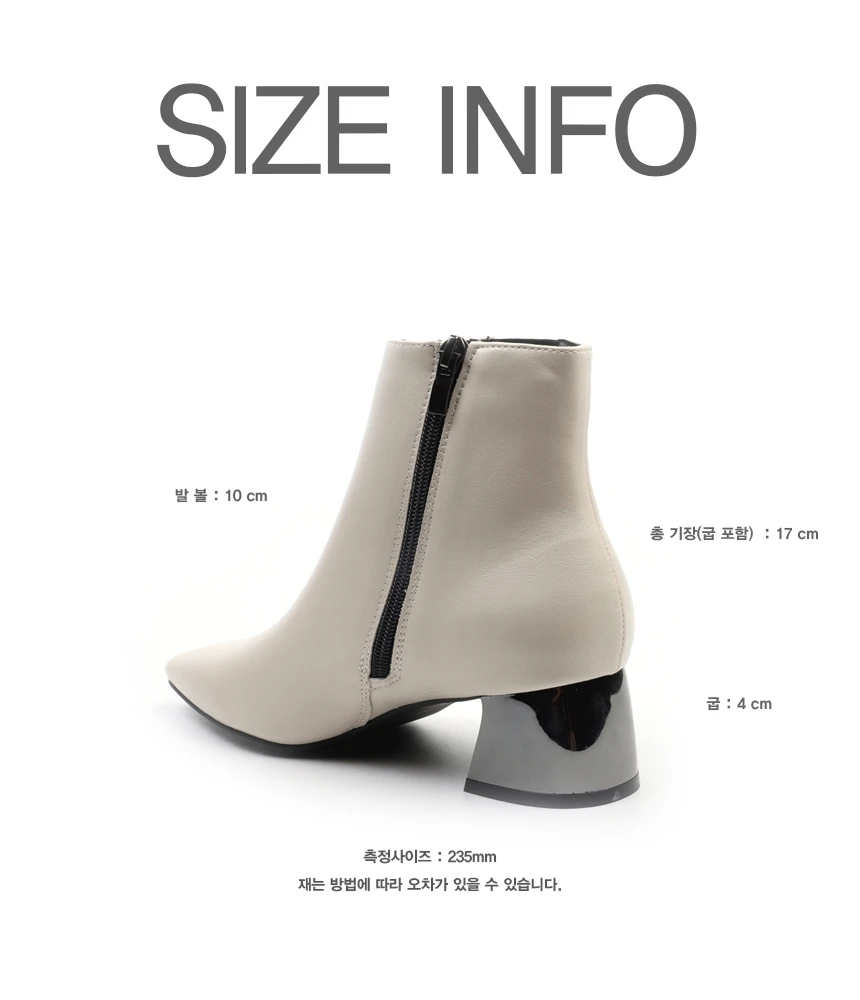 SIZE INFO
발 볼 : 10 cm
총 기장(굽 포함) : 17 cm
굽 : 4 cm
측정사이즈 : 235mm
재는 방법에 따라 오차가 있을 수 있습니다.